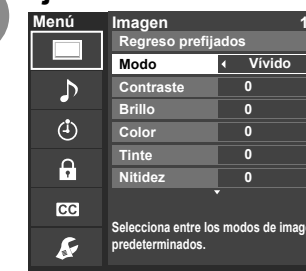 Menú
Imagen 1
Regreso prefijados
Modo Vívido
Contraste 0
Brillo 0
Color 0
Tinte 0
Nitidez 0
CC
Selecciona entre los modos de imag
predeterminados.